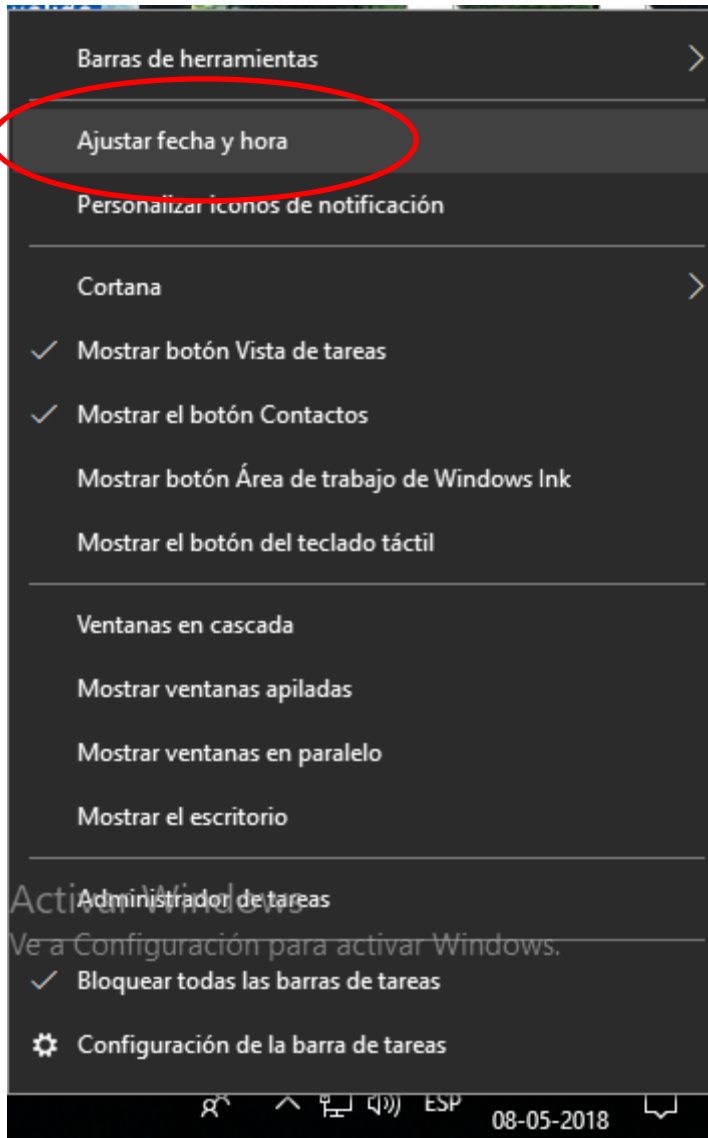 Barras de herramientas
Ajustar fecha y hora
Personalizar iconos de notificación
Cortana
Mostrar botón Vista de tareas
Mostrar el botón Contactos
Mostrar botón Área de trabajo de Windows Ink
Mostrar el botón del teclado táctil
Ventanas en cascada
Mostrar ventanas apiladas
Mostrar ventanas en paralelo
Mostrar el escritorio
Activar Windows
Administrador de tareas
Ve a Configuración para activar Windows.
Bloquear todas las barras de tareas
Configuración de la barra de tareas
ESP
08-05-2018